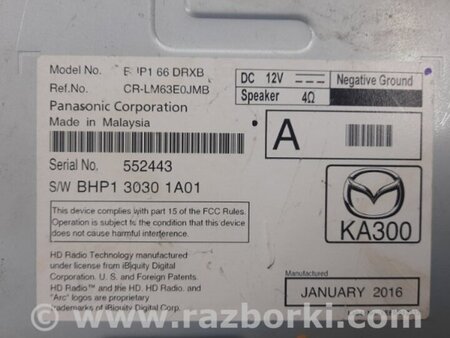 Model No. BHP1 66 DRXB
Ref.No. CR-LM63E0JMB
Panasonic Corporation
Made in Malaysia
DC 12V Negative Ground
Speaker 4Ω
A
Serial No. 552443
S/W BHP1 3030 1A01
This device complies with part 15 of the FCC Rules.
Operation is subject to the condition that this device
does not cause harmful interference.
KA300
HD Radio Technology manufactured
under license from iBiquity Digital
Corporation. U. S. and Foreign Patents.
HD Radio™ and the HD, HD Radio, and
"Arc" logos are proprietary
trademarks of iBiquity Digital Corp.
Manufactured
JANUARY 2016
www.razborki.com